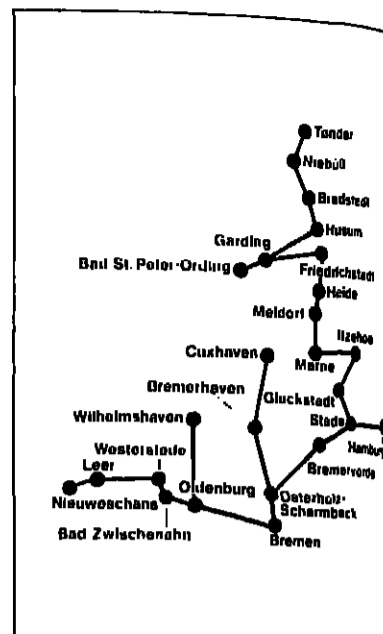 Tønder
Niebüll
Bredstedt
Husum
Garding
Bad St. Peter-Ording
Friedrichstadt
Heide
Meldorf
Itzehoe
Cuxhaven
Marne
Bremerhaven
Glückstadt
Wilhelmshaven
Stade
Hamburg
Westerstede
Bremervörde
Leer
Oldenburg
Osterholz-
Scharmbeck
Nieuweschans
Bad Zwischenahn
Bremen